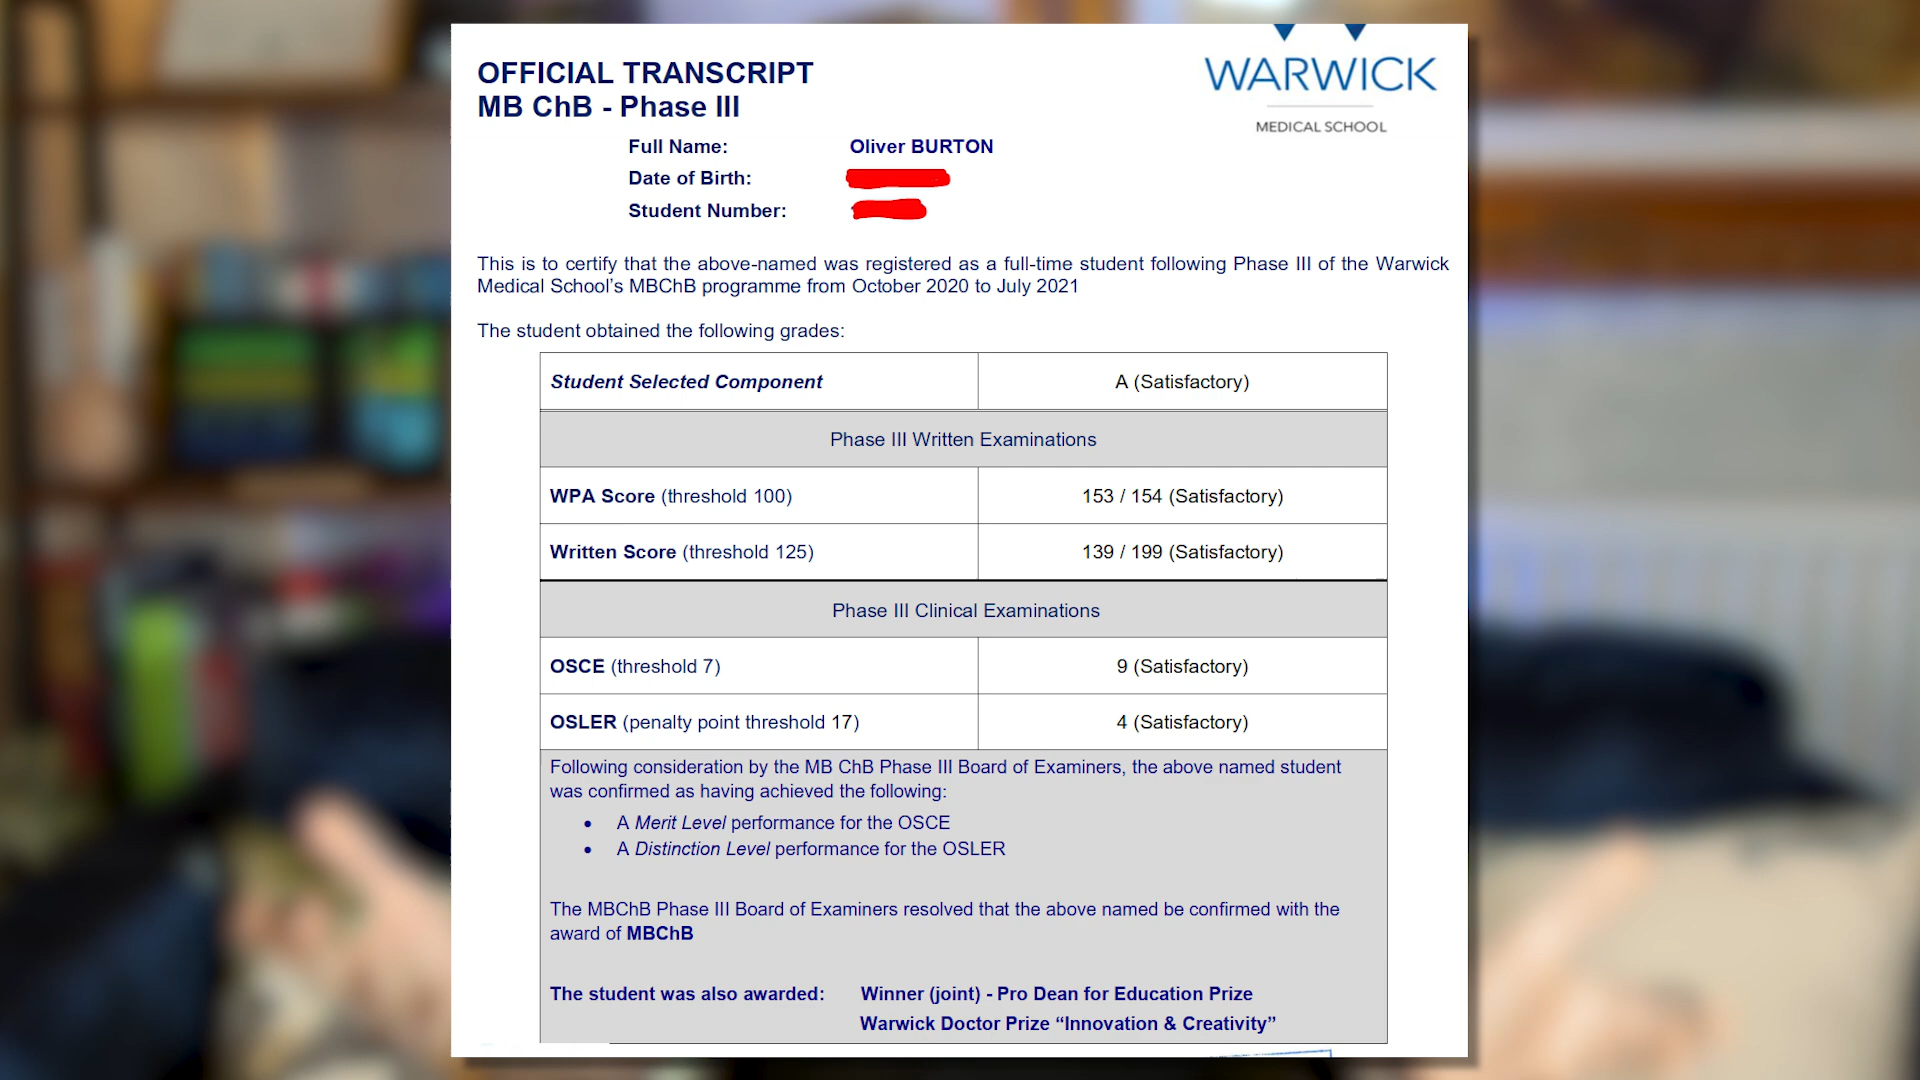 OFFICIAL TRANSCRIPT
MB ChB - Phase III
WARWICK
MEDICAL SCHOOL
Full Name: Oliver BURTON
Date of Birth:
Student Number:
This is to certify that the above-named was registered as a full-time student following Phase III of the Warwick
Medical School’s MBChB programme from October 2020 to July 2021
The student obtained the following grades:
Student Selected Component A (Satisfactory)
Phase III Written Examinations
WPA Score (threshold 100) 153 / 154 (Satisfactory)
Written Score (threshold 125) 139 / 199 (Satisfactory)
Phase III Clinical Examinations
OSCE (threshold 7) 9 (Satisfactory)
OSLER (penalty point threshold 17) 4 (Satisfactory)
Following consideration by the MB ChB Phase III Board of Examiners, the above named student
was confirmed as having achieved the following:
• A Merit Level performance for the OSCE
• A Distinction Level performance for the OSLER
The MBChB Phase III Board of Examiners resolved that the above named be confirmed with the
award of MBChB
The student was also awarded: Winner (joint) - Pro Dean for Education Prize
Warwick Doctor Prize “Innovation & Creativity”